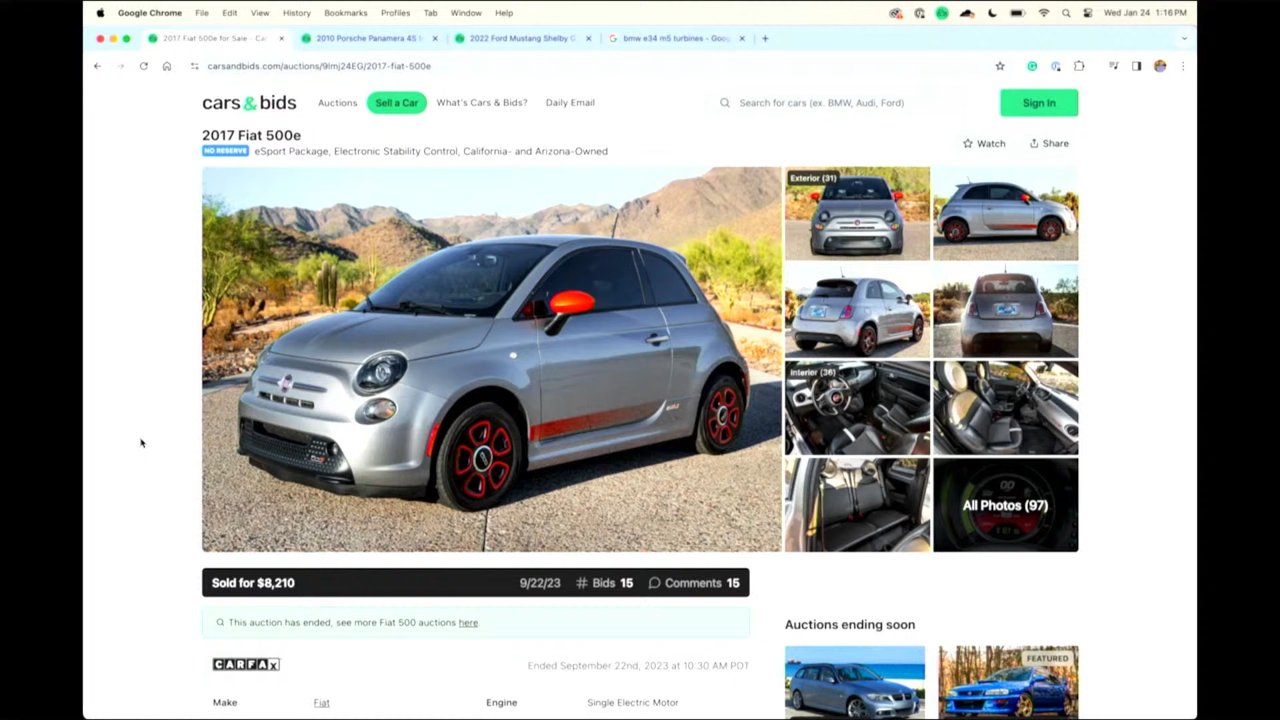 Google Chrome File Edit View History Bookmarks Profiles Tab Window Help Wed Jan 24 1:16 PM
2017 Fiat 500e for Sale - Ca 2010 Porsche Panamera 4S 2022 Ford Mustang Shelby G bmw e34 m5 turbines - Goo
carsandbids.com/auctions/9lmj24EG/2017-fiat-500e
cars & bids Auctions Sell a Car What's Cars & Bids? Daily Email Search for cars (ex. BMW, Audi, Ford) Sign In
2017 Fiat 500e
NO RESERVE eSport Package, Electronic Stability Control, California- and Arizona-Owned
Watch Share
Exterior (31)
Interior (36)
All Photos (97)
Sold for $8,210 9/22/23 # Bids 15 Comments 15
This auction has ended, see more Fiat 500 auctions here.
Auctions ending soon
CARFAX Ended September 22nd, 2023 at 10:30 AM PDT
FEATURED
Make Fiat Engine Single Electric Motor